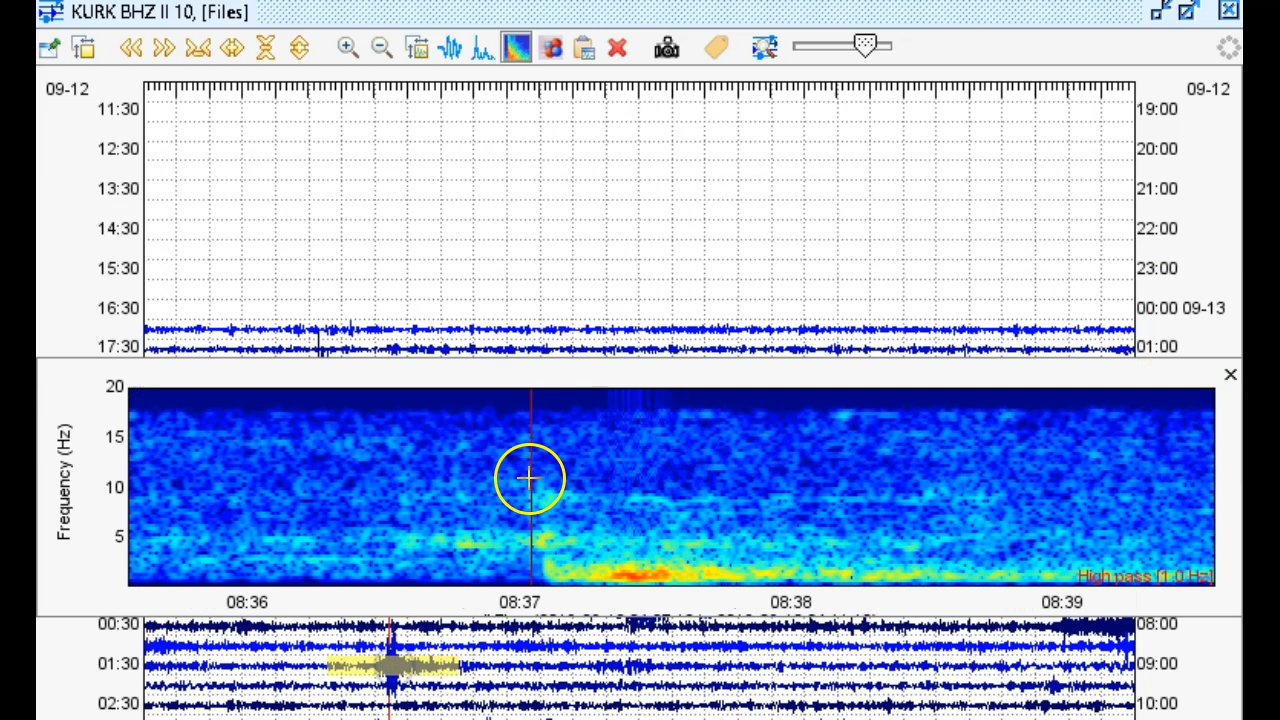 KURK BHZ II 10, [Files]
09-12 09-12
11:30 19:00
12:30 20:00
13:30 21:00
14:30 22:00
15:30 23:00
16:30 00:00 09-13
17:30 01:00
20
15
10
5
Frequency (Hz)
High pass [1.0 Hz]
08:36 08:37 08:38 08:39
00:30 08:00
01:30 09:00
02:30 10:00